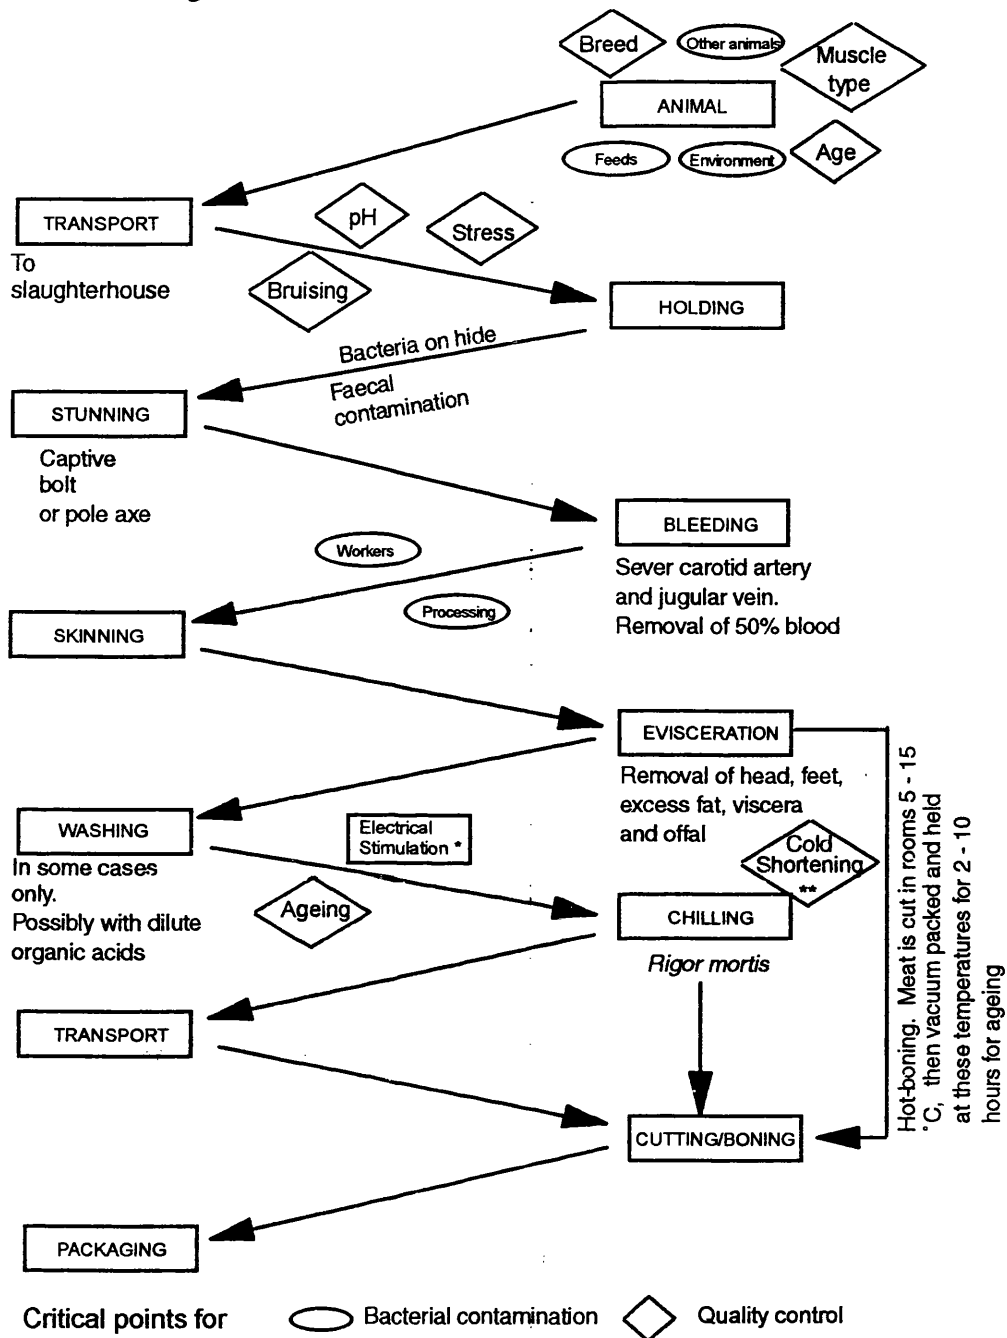 Breed
Other animals
Muscle
type
ANIMAL
Feeds
Environment
Age
TRANSPORT
To
slaughterhouse
pH
Stress
Bruising
HOLDING
Bacteria on hide
Faecal
contamination
STUNNING
Captive
bolt
or pole axe
BLEEDING
Sever carotid artery
and jugular vein.
Removal of 50% blood
Workers
Processing
SKINNING
EVISCERATION
Removal of head, feet,
excess fat, viscera
and offal
Hot-boning. Meat is cut in rooms 5 - 15
°C, then vacuum packed and held
at these temperatures for 2 - 10
hours for ageing
WASHING
In some cases
only.
Possibly with dilute
organic acids
Electrical
Stimulation *
Ageing
Cold
Shortening
**
CHILLING
Rigor mortis
TRANSPORT
CUTTING/BONING
PACKAGING
Critical points for
Bacterial contamination
Quality control